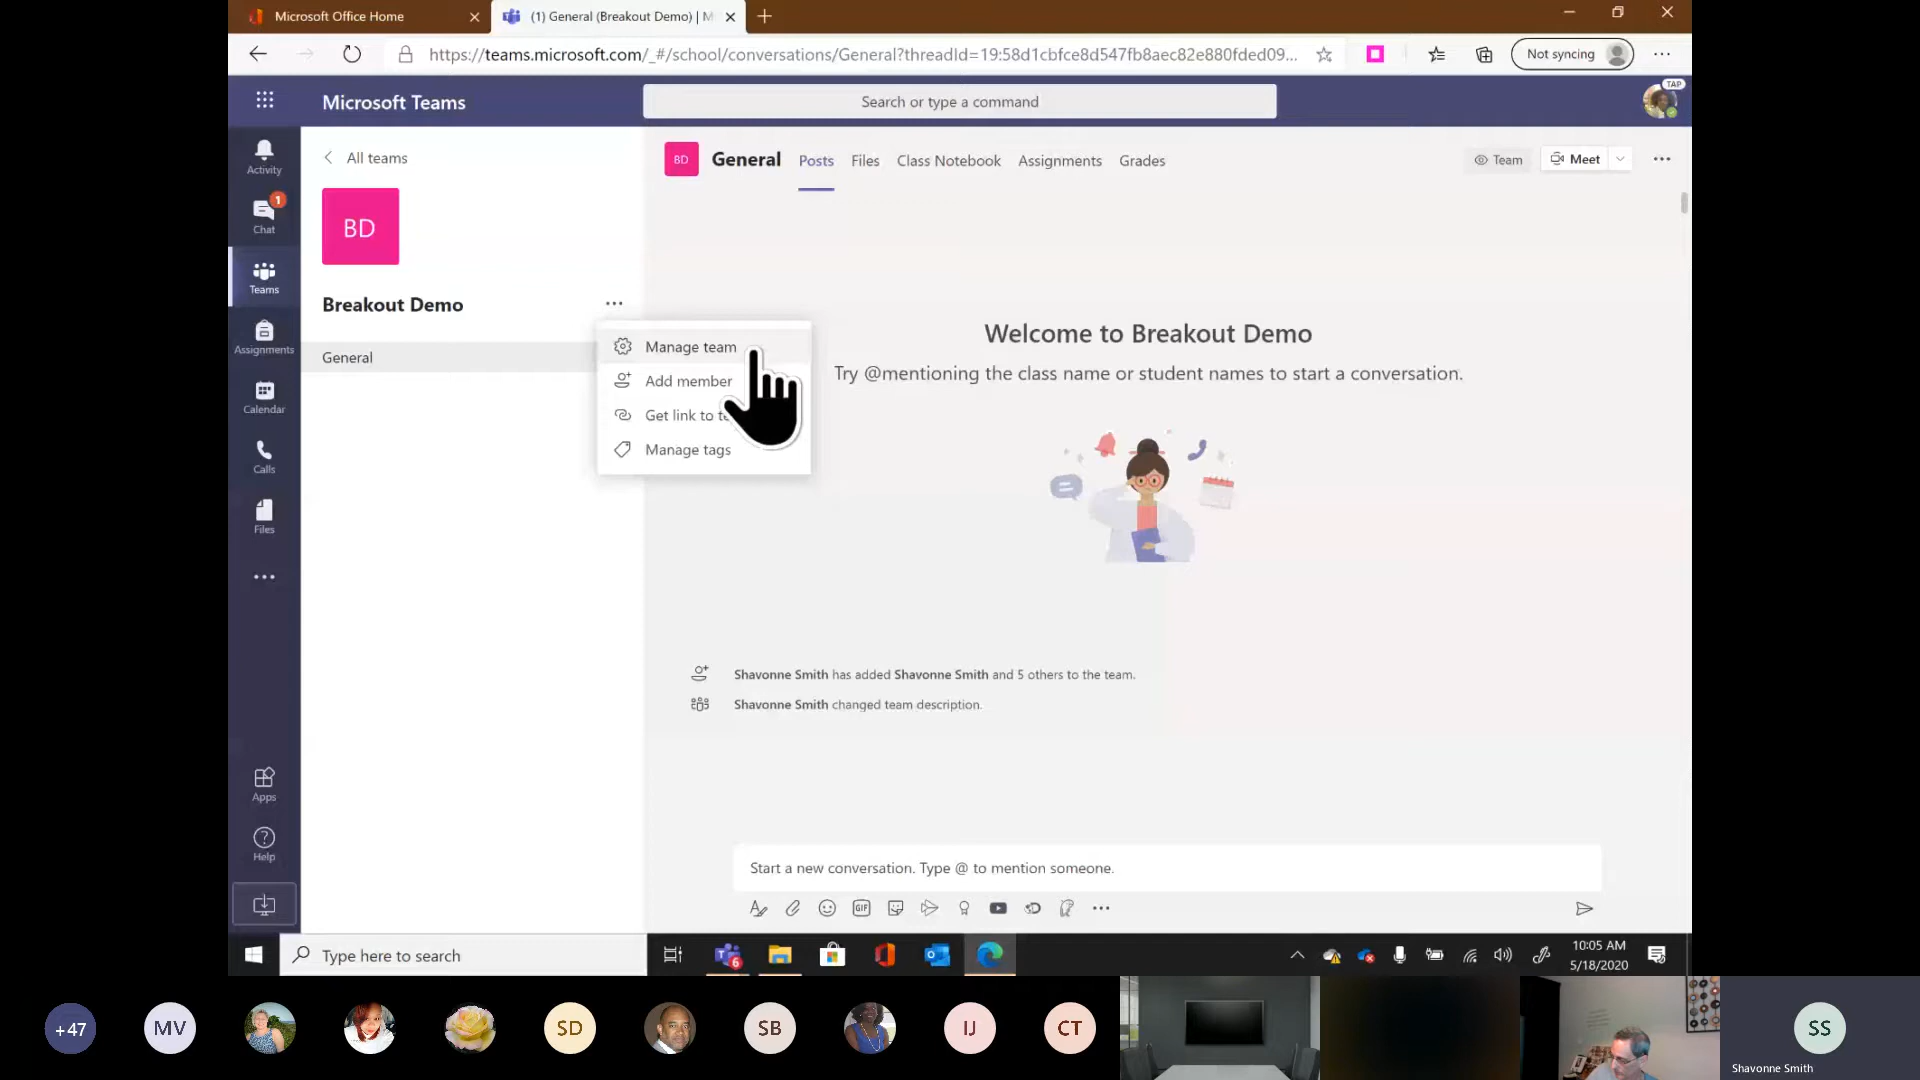 Microsoft Office Home
(1) General (Breakout Demo) | M
https://teams.microsoft.com/_#/school/conversations/General?threadId=19:58d1cbfce8d547fb8aec82e880fded09...
Not syncing
Microsoft Teams
Search or type a command
TAP
Activity
Chat
1
Teams
Assignments
Calendar
Calls
Files
Apps
Help
All teams
BD
Breakout Demo
General
Manage team
Add member
Get link to te
Manage tags
BD
General
Posts
Files
Class Notebook
Assignments
Grades
Team
Meet
Welcome to Breakout Demo
Try @mentioning the class name or student names to start a conversation.
Shavonne Smith has added Shavonne Smith and 5 others to the team.
Shavonne Smith changed team description.
Start a new conversation. Type @ to mention someone.
GIF
Type here to search
6
10:05 AM
5/18/2020
+47
MV
SD
SB
IJ
CT
SS
Shavonne Smith